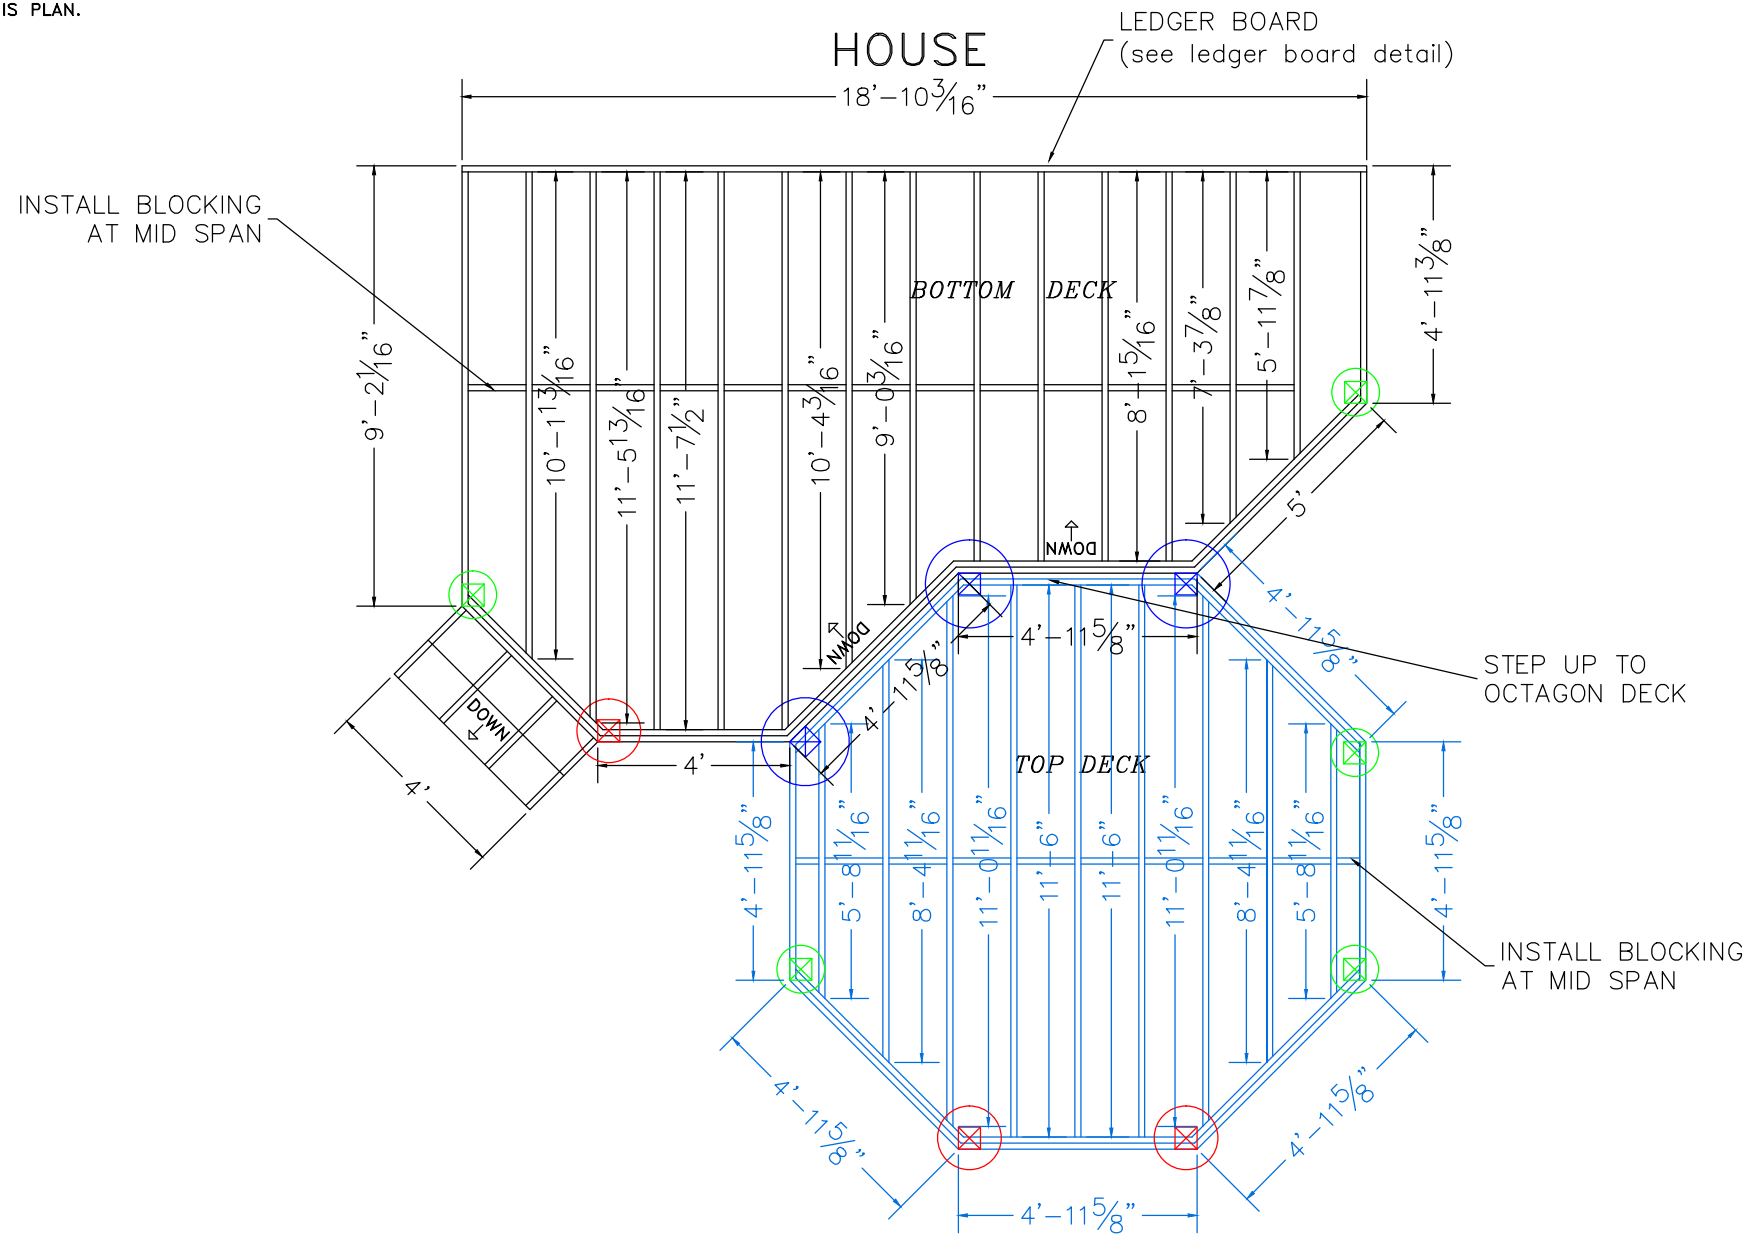 IS PLAN.
LEDGER BOARD
(see ledger board detail)
HOUSE
18'-10 3/16"
INSTALL BLOCKING
AT MID SPAN
BOTTOM DECK
9'-2 1/16"
10'-1 13/16"
11'-5 13/16"
11'-7 1/2"
10'-4 3/16"
9'-0 3/16"
8'-1 5/16"
7'-3 7/8"
5'-11 7/8"
4'-11 3/8"
5'
DOWN
DOWN
DOWN
4'-11 5/8"
4'-11 5/8"
4'-11 5/8"
STEP UP TO
OCTAGON DECK
4'
4'
TOP DECK
4'-11 5/8"
5'-8 11/16"
8'-4 11/16"
11'-0 11/16"
11'-6"
11'-6"
11'-0 11/16"
8'-4 11/16"
5'-8 11/16"
4'-11 5/8"
INSTALL BLOCKING
AT MID SPAN
4'-11 5/8"
4'-11 5/8"
4'-11 5/8"